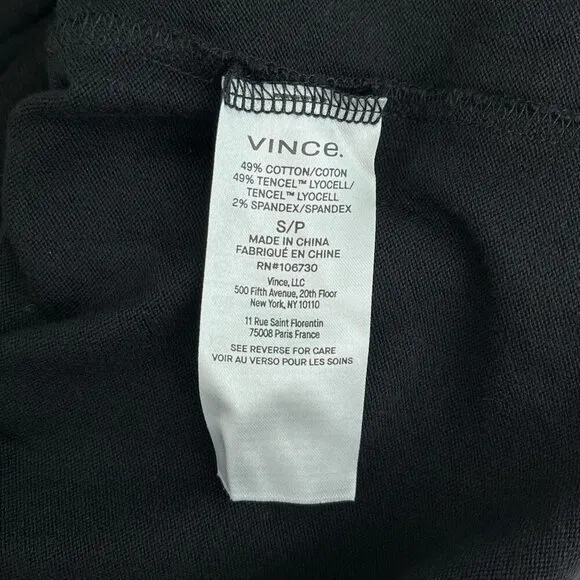 VINCe.
49% COTTON/COTON
49% TENCEL™ LYOCELL/
TENCEL™ LYOCELL
2% SPANDEX/SPANDEX
S/P
MADE IN CHINA
FABRIQUÉ EN CHINE
RN#106730
Vince, LLC
500 Fifth Avenue, 20th Floor
New York, NY 10110
11 Rue Saint Florentin
75008 Paris France
SEE REVERSE FOR CARE
VOIR AU VERSO POUR LES SOINS